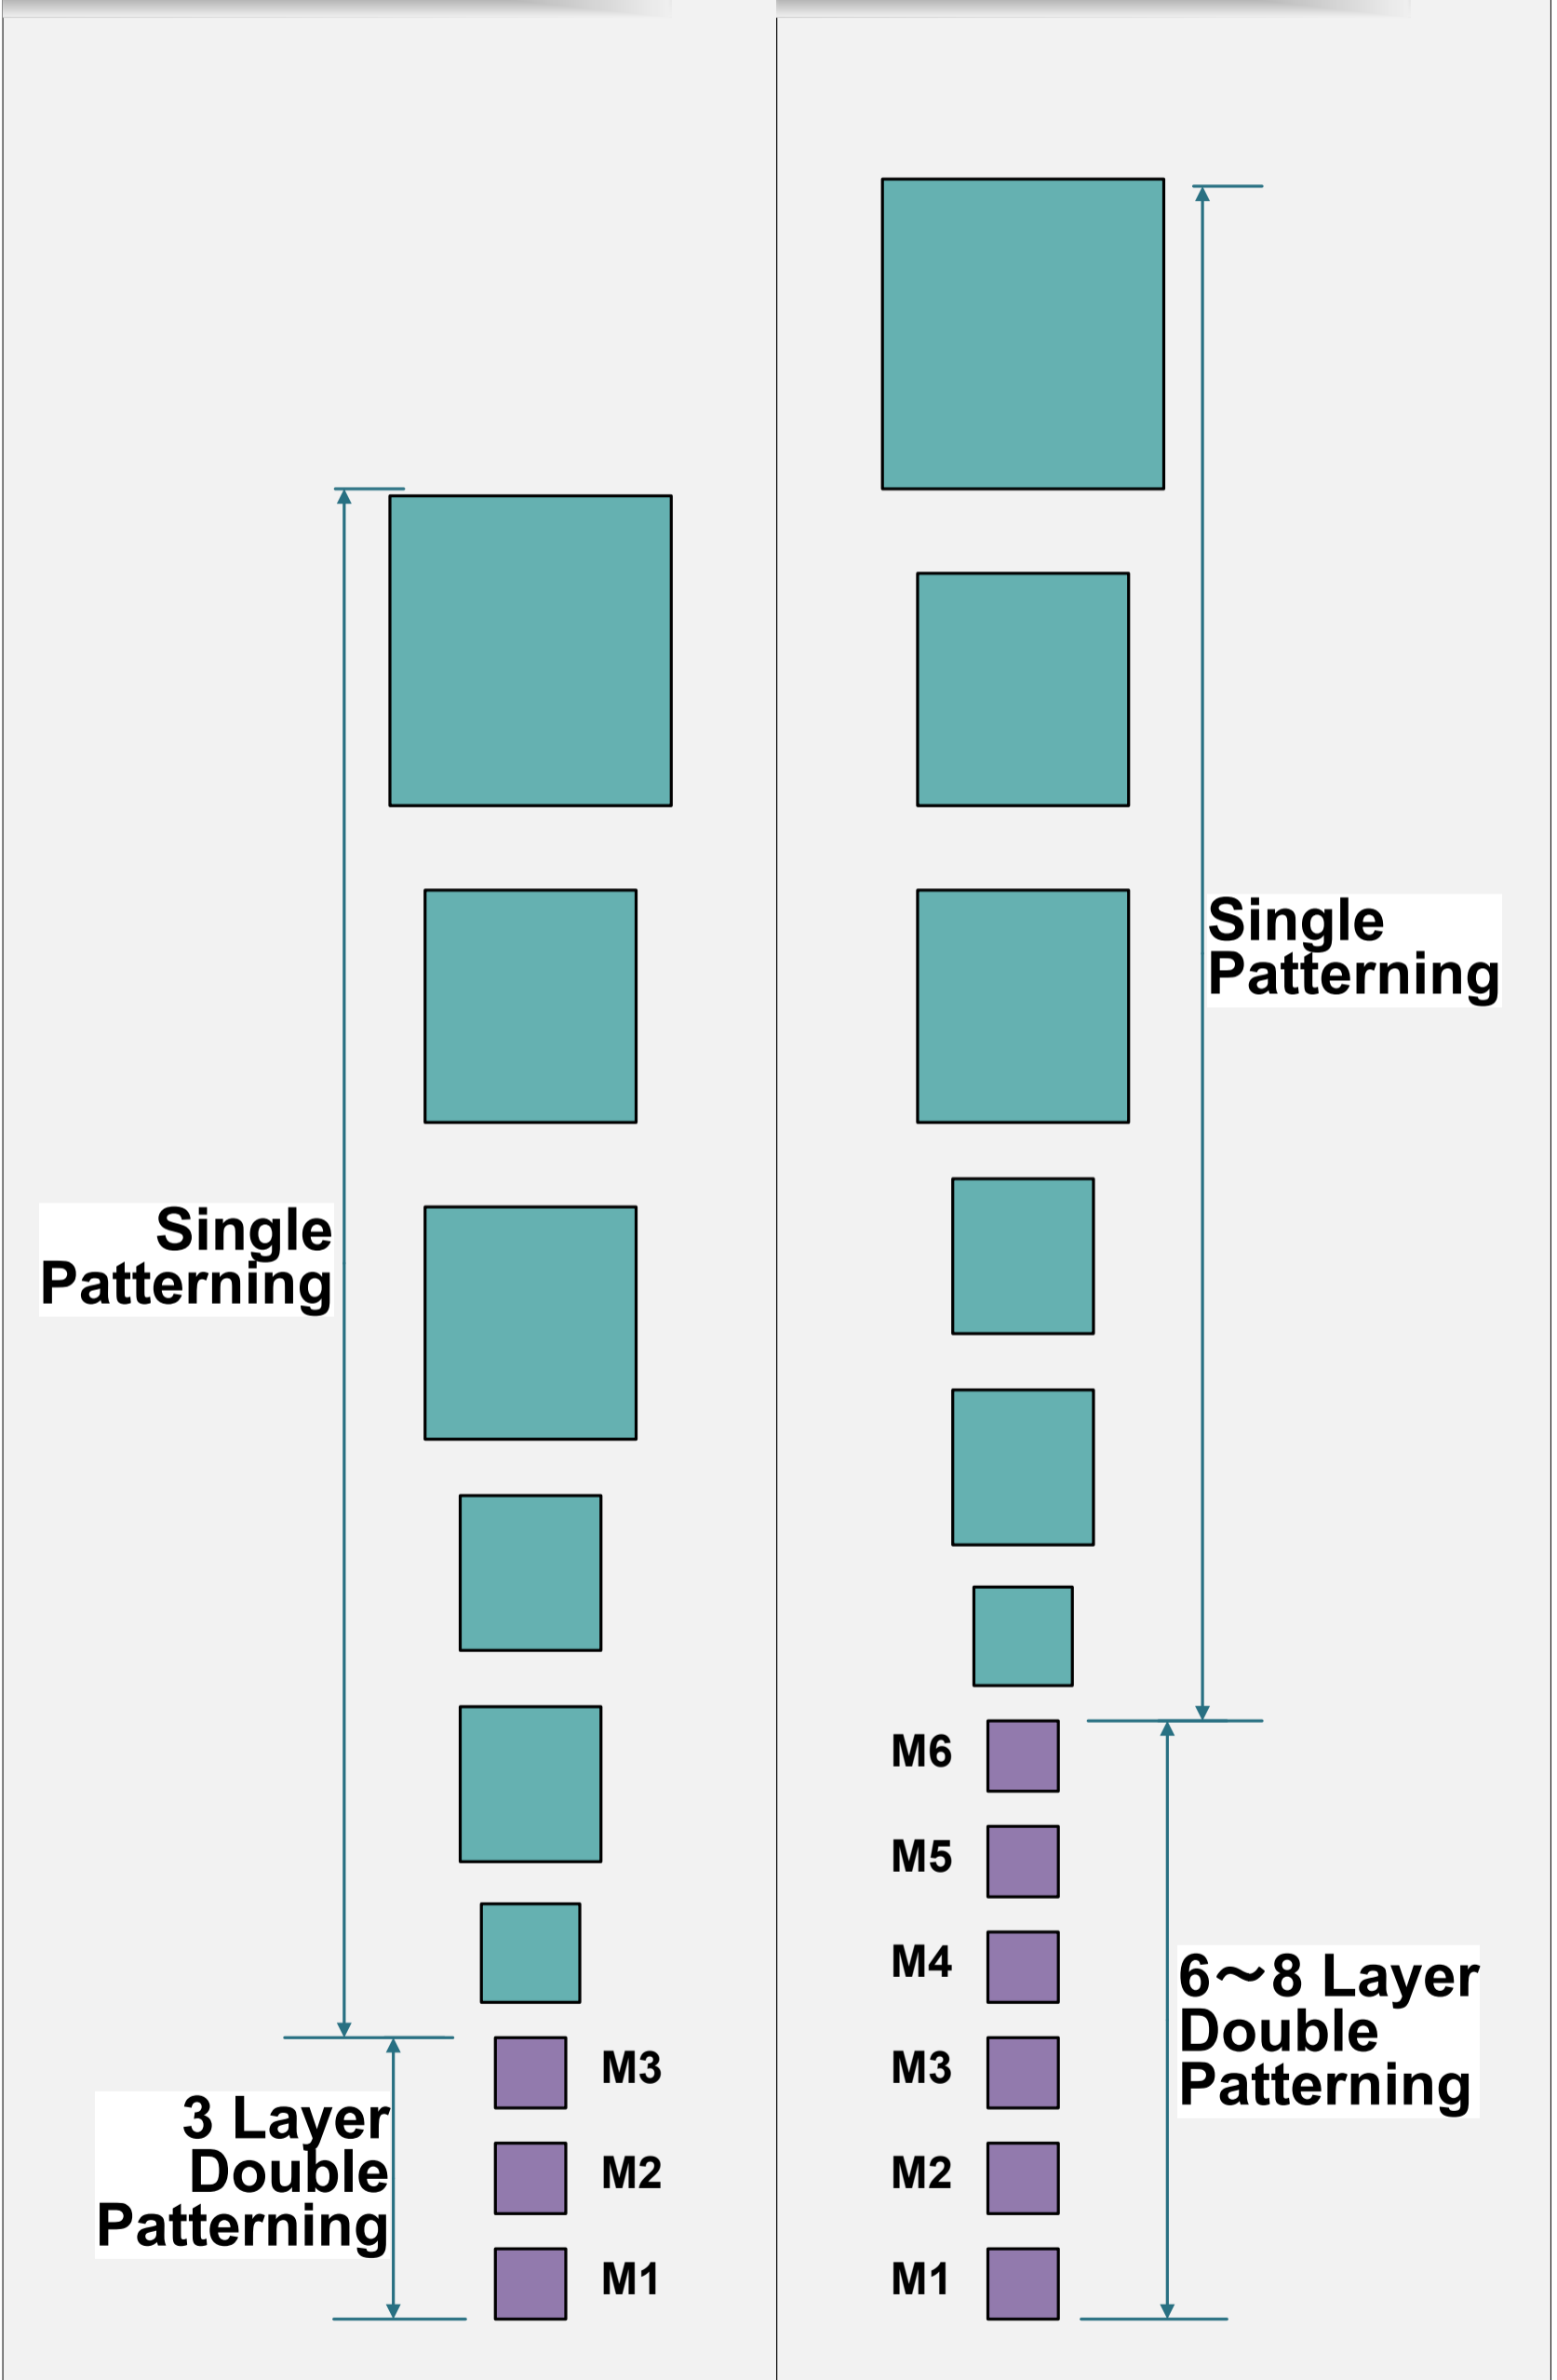 Single
Patterning
3 Layer
Double
Patterning
M3
M2
M1
Single
Patterning
M6
M5
M4
M3
M2
M1
6～8 Layer
Double
Patterning